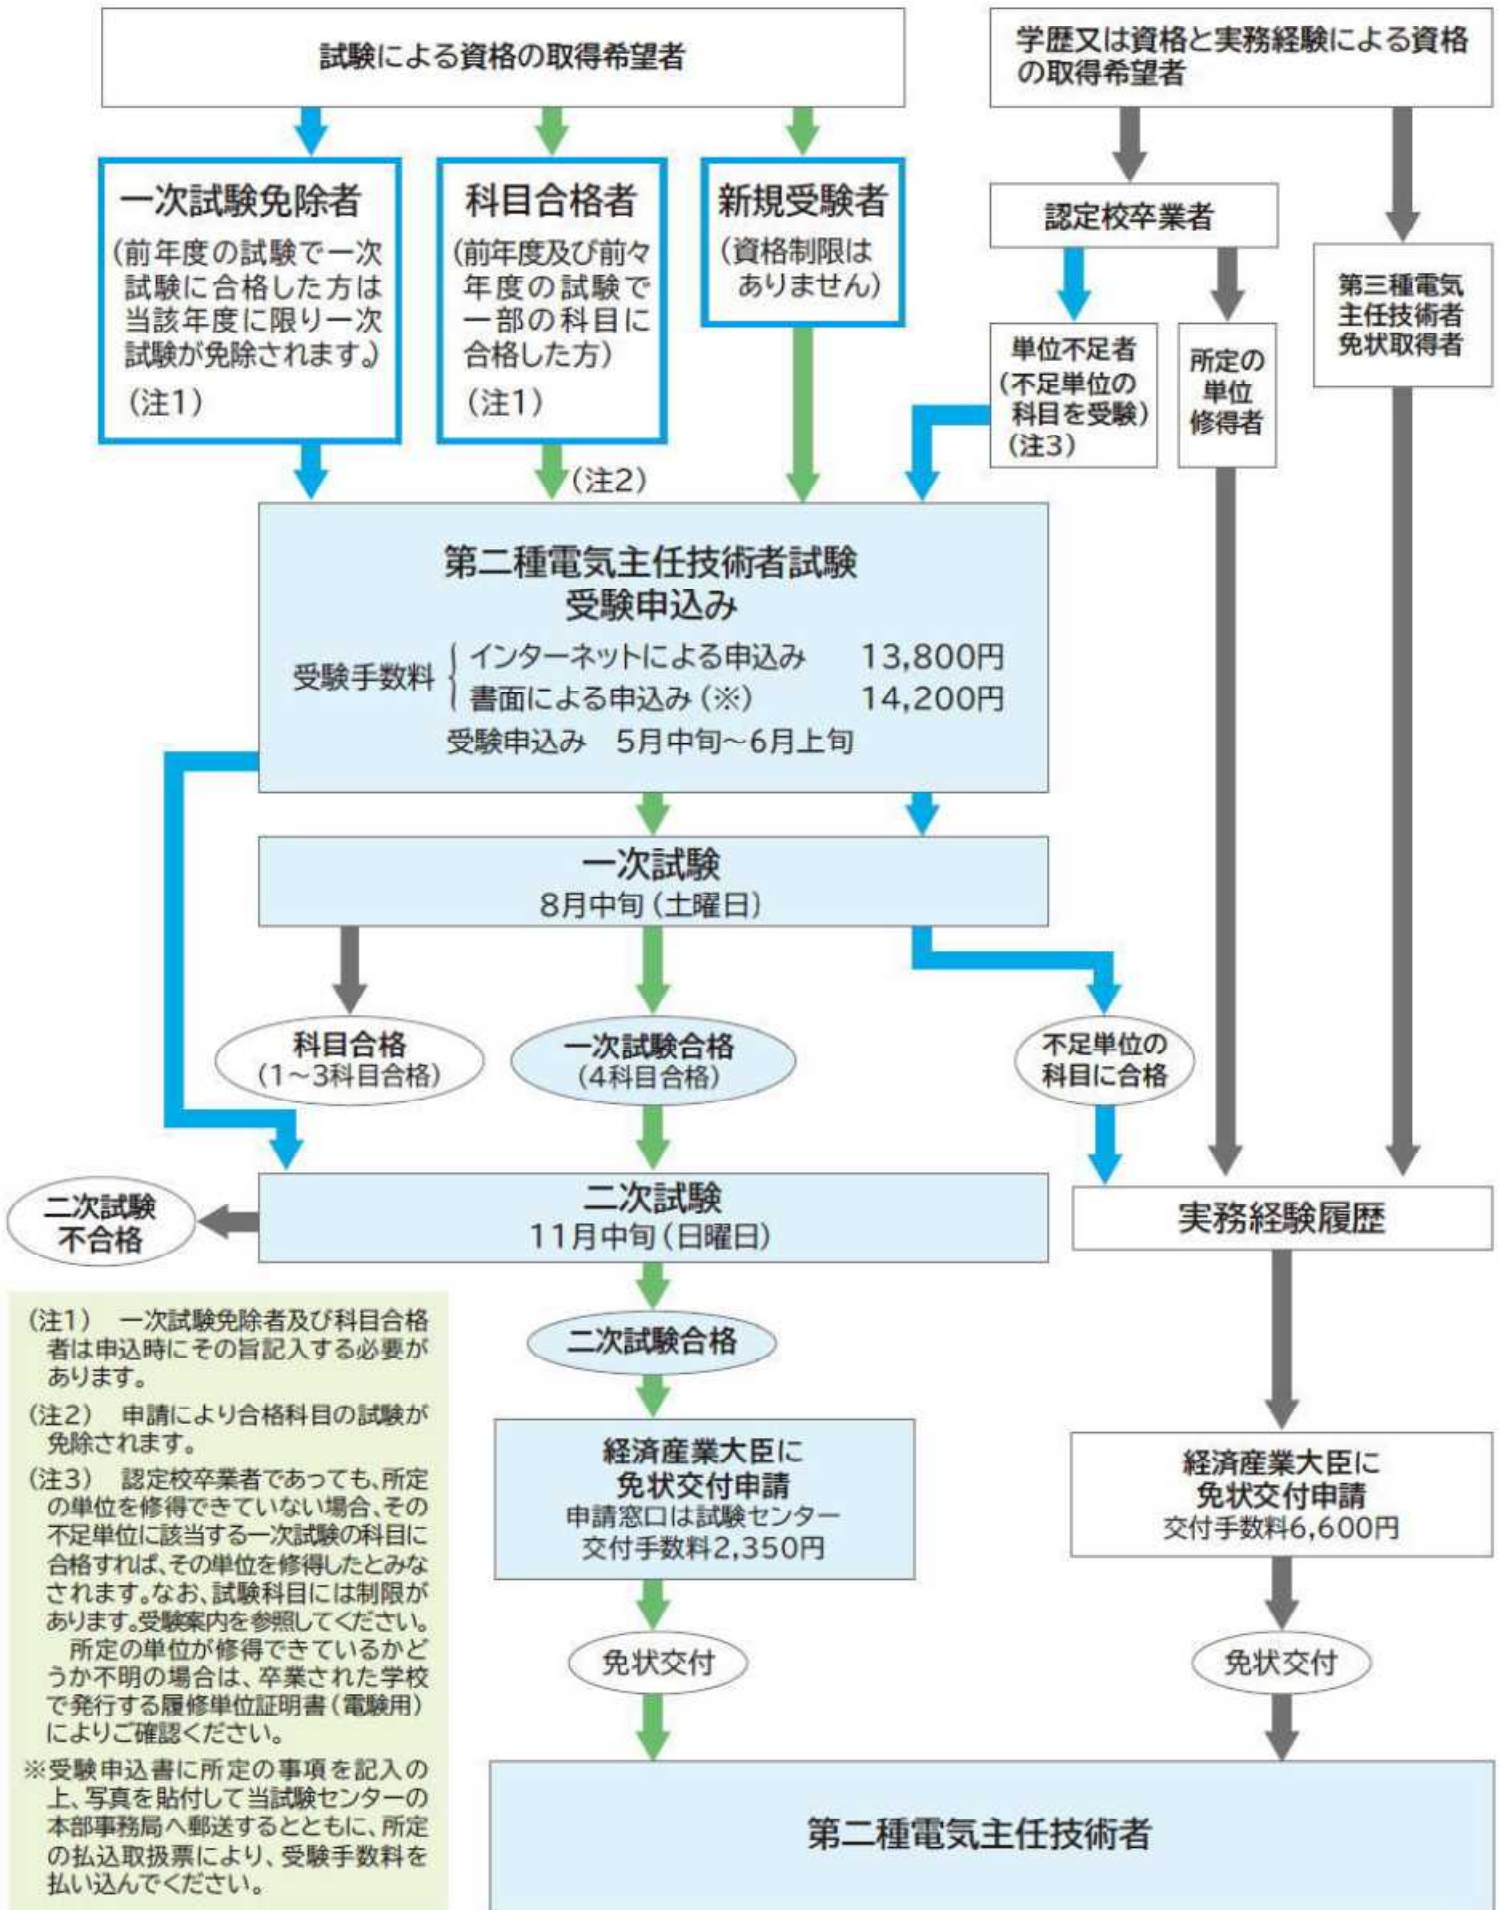 試験による資格の取得希望者
学歴又は資格と実務経験による資格
の取得希望者
一次試験免除者
(前年度の試験で一次
試験に合格した方は
当該年度に限り一次
試験が免除されます。)
(注1)
科目合格者
(前年度及び前々
年度の試験で
一部の科目に
合格した方)
(注1)
新規受験者
(資格制限は
ありません)
認定校卒業者
単位不足者
(不足単位の
科目を受験)
(注3)
所定の
単位
修得者
第三種電気
主任技術者
免状取得者
(注2)
第二種電気主任技術者試験
受験申込み
受験手数料
インターネットによる申込み 13,800円
書面による申込み(※) 14,200円
受験申込み 5月中旬～6月上旬
一次試験
8月中旬(土曜日)
科目合格
(1～3科目合格)
一次試験合格
(4科目合格)
不足単位の
科目に合格
二次試験
不合格
二次試験
11月中旬(日曜日)
実務経験履歴
二次試験合格
経済産業大臣に
免状交付申請
申請窓口は試験センター
交付手数料2,350円
経済産業大臣に
免状交付申請
交付手数料6,600円
免状交付
免状交付
第二種電気主任技術者
(注1) 一次試験免除者及び科目合格
者は申込時にその旨記入する必要が
あります。
(注2) 申請により合格科目の試験が
免除されます。
(注3) 認定校卒業者であっても、所定
の単位を修得できていない場合、その
不足単位に該当する一次試験の科目に
合格すれば、その単位を修得したとみな
されます。なお、試験科目には制限が
あります。受験案内を参照してください。
所定の単位が修得できているかど
うか不明の場合は、卒業された学校
で発行する履修単位証明書(電験用)
によりご確認ください。
※受験申込書に所定の事項を記入の
上、写真を貼付して当試験センターの
本部事務局へ郵送するとともに、所定
の払込取扱票により、受験手数料を
払い込んでください。